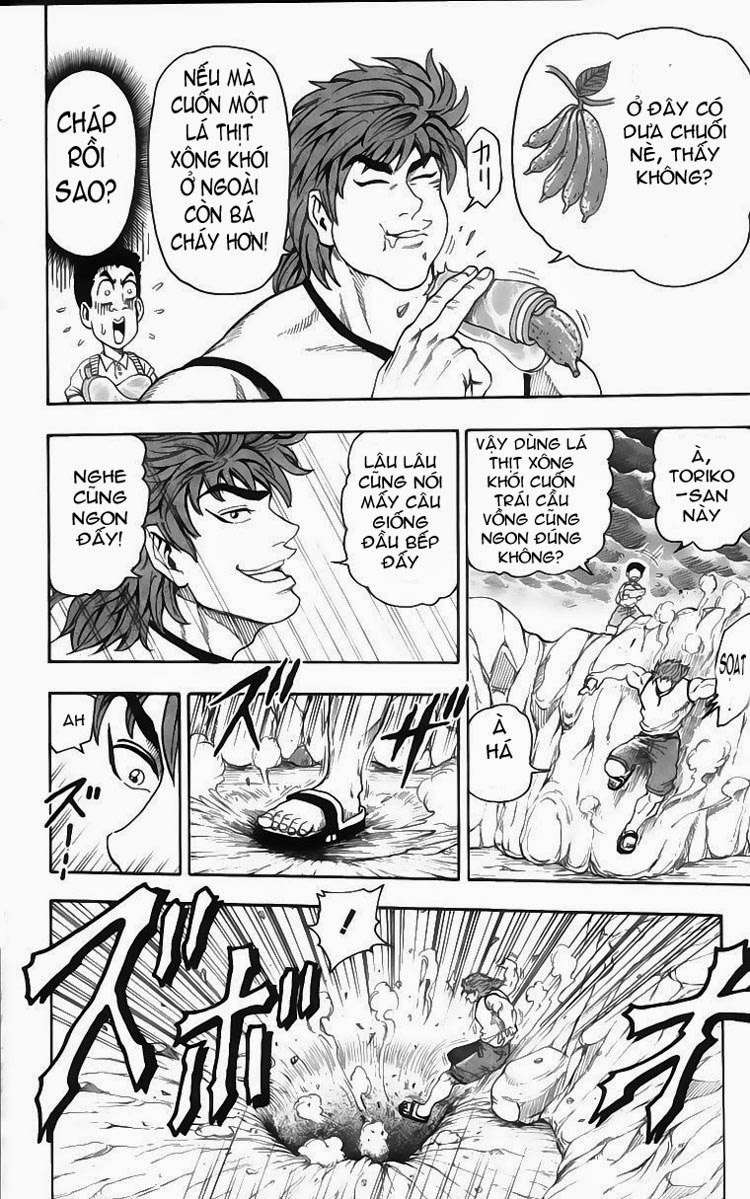 Ở ĐÂY CÓ
DƯA CHUỐI
NÈ, THẤY
KHÔNG?
カリッ
NẾU MÀ
CUỐN MỘT
LÁ THỊT
XÔNG KHÓI
Ở NGOÀI
CÒN BÁ
CHÁY HƠN!
CHÁP
RỒI
SAO?
À,
TORIKO
-SAN
NÀY
VẬY DÙNG LÁ
THỊT XÔNG
KHÓI CUỐN
TRÁI CẦU
VỒNG CŨNG
NGON ĐÚNG
KHÔNG?
SOẠT
À
HÁ
LÂU LÂU
CŨNG NÓI
MẤY CÂU
GIỐNG
ĐẦU BẾP
ĐẤY
NGHE
CŨNG
NGON
ĐẤY!
ズボ
AH
ズ…!
!
ズボオ